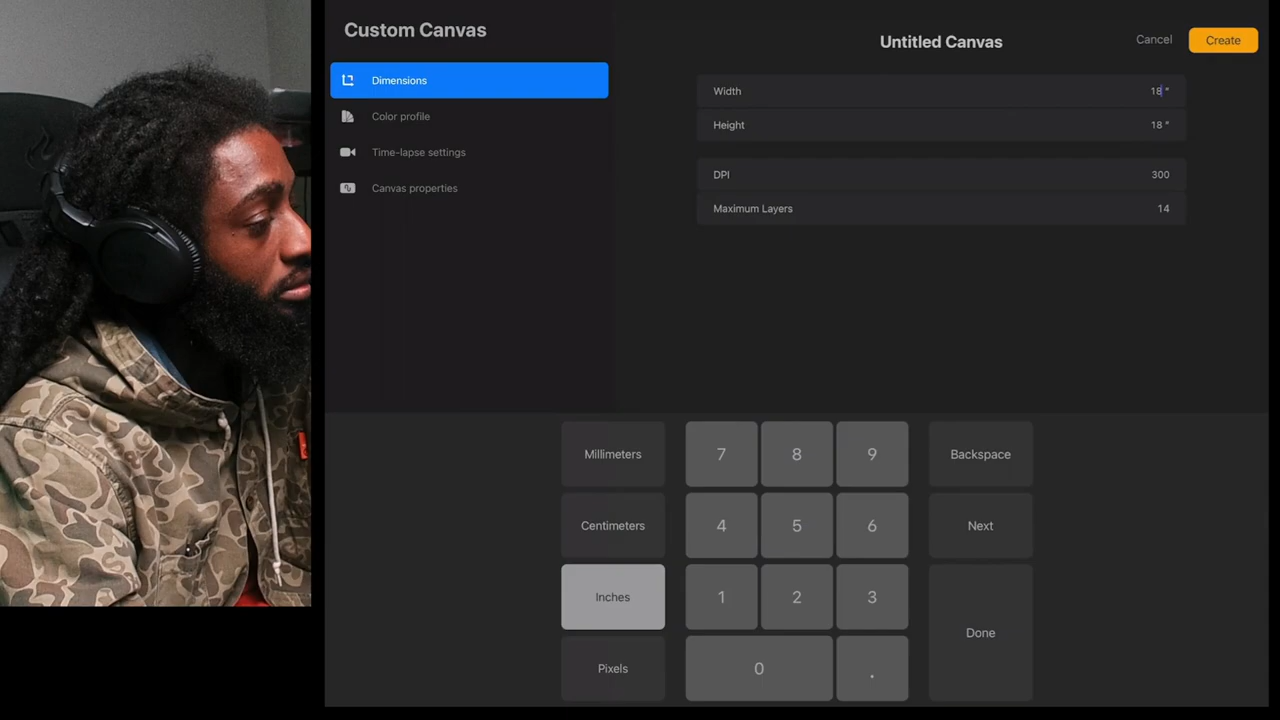 Custom Canvas
Untitled Canvas
Cancel
Create
Dimensions
Color profile
Time-lapse settings
Canvas properties
Width 18 "
Height 18 "
DPI 300
Maximum Layers 14
Millimeters 7 8 9 Backspace
Centimeters 4 5 6 Next
Inches 1 2 3 Done
Pixels 0 .